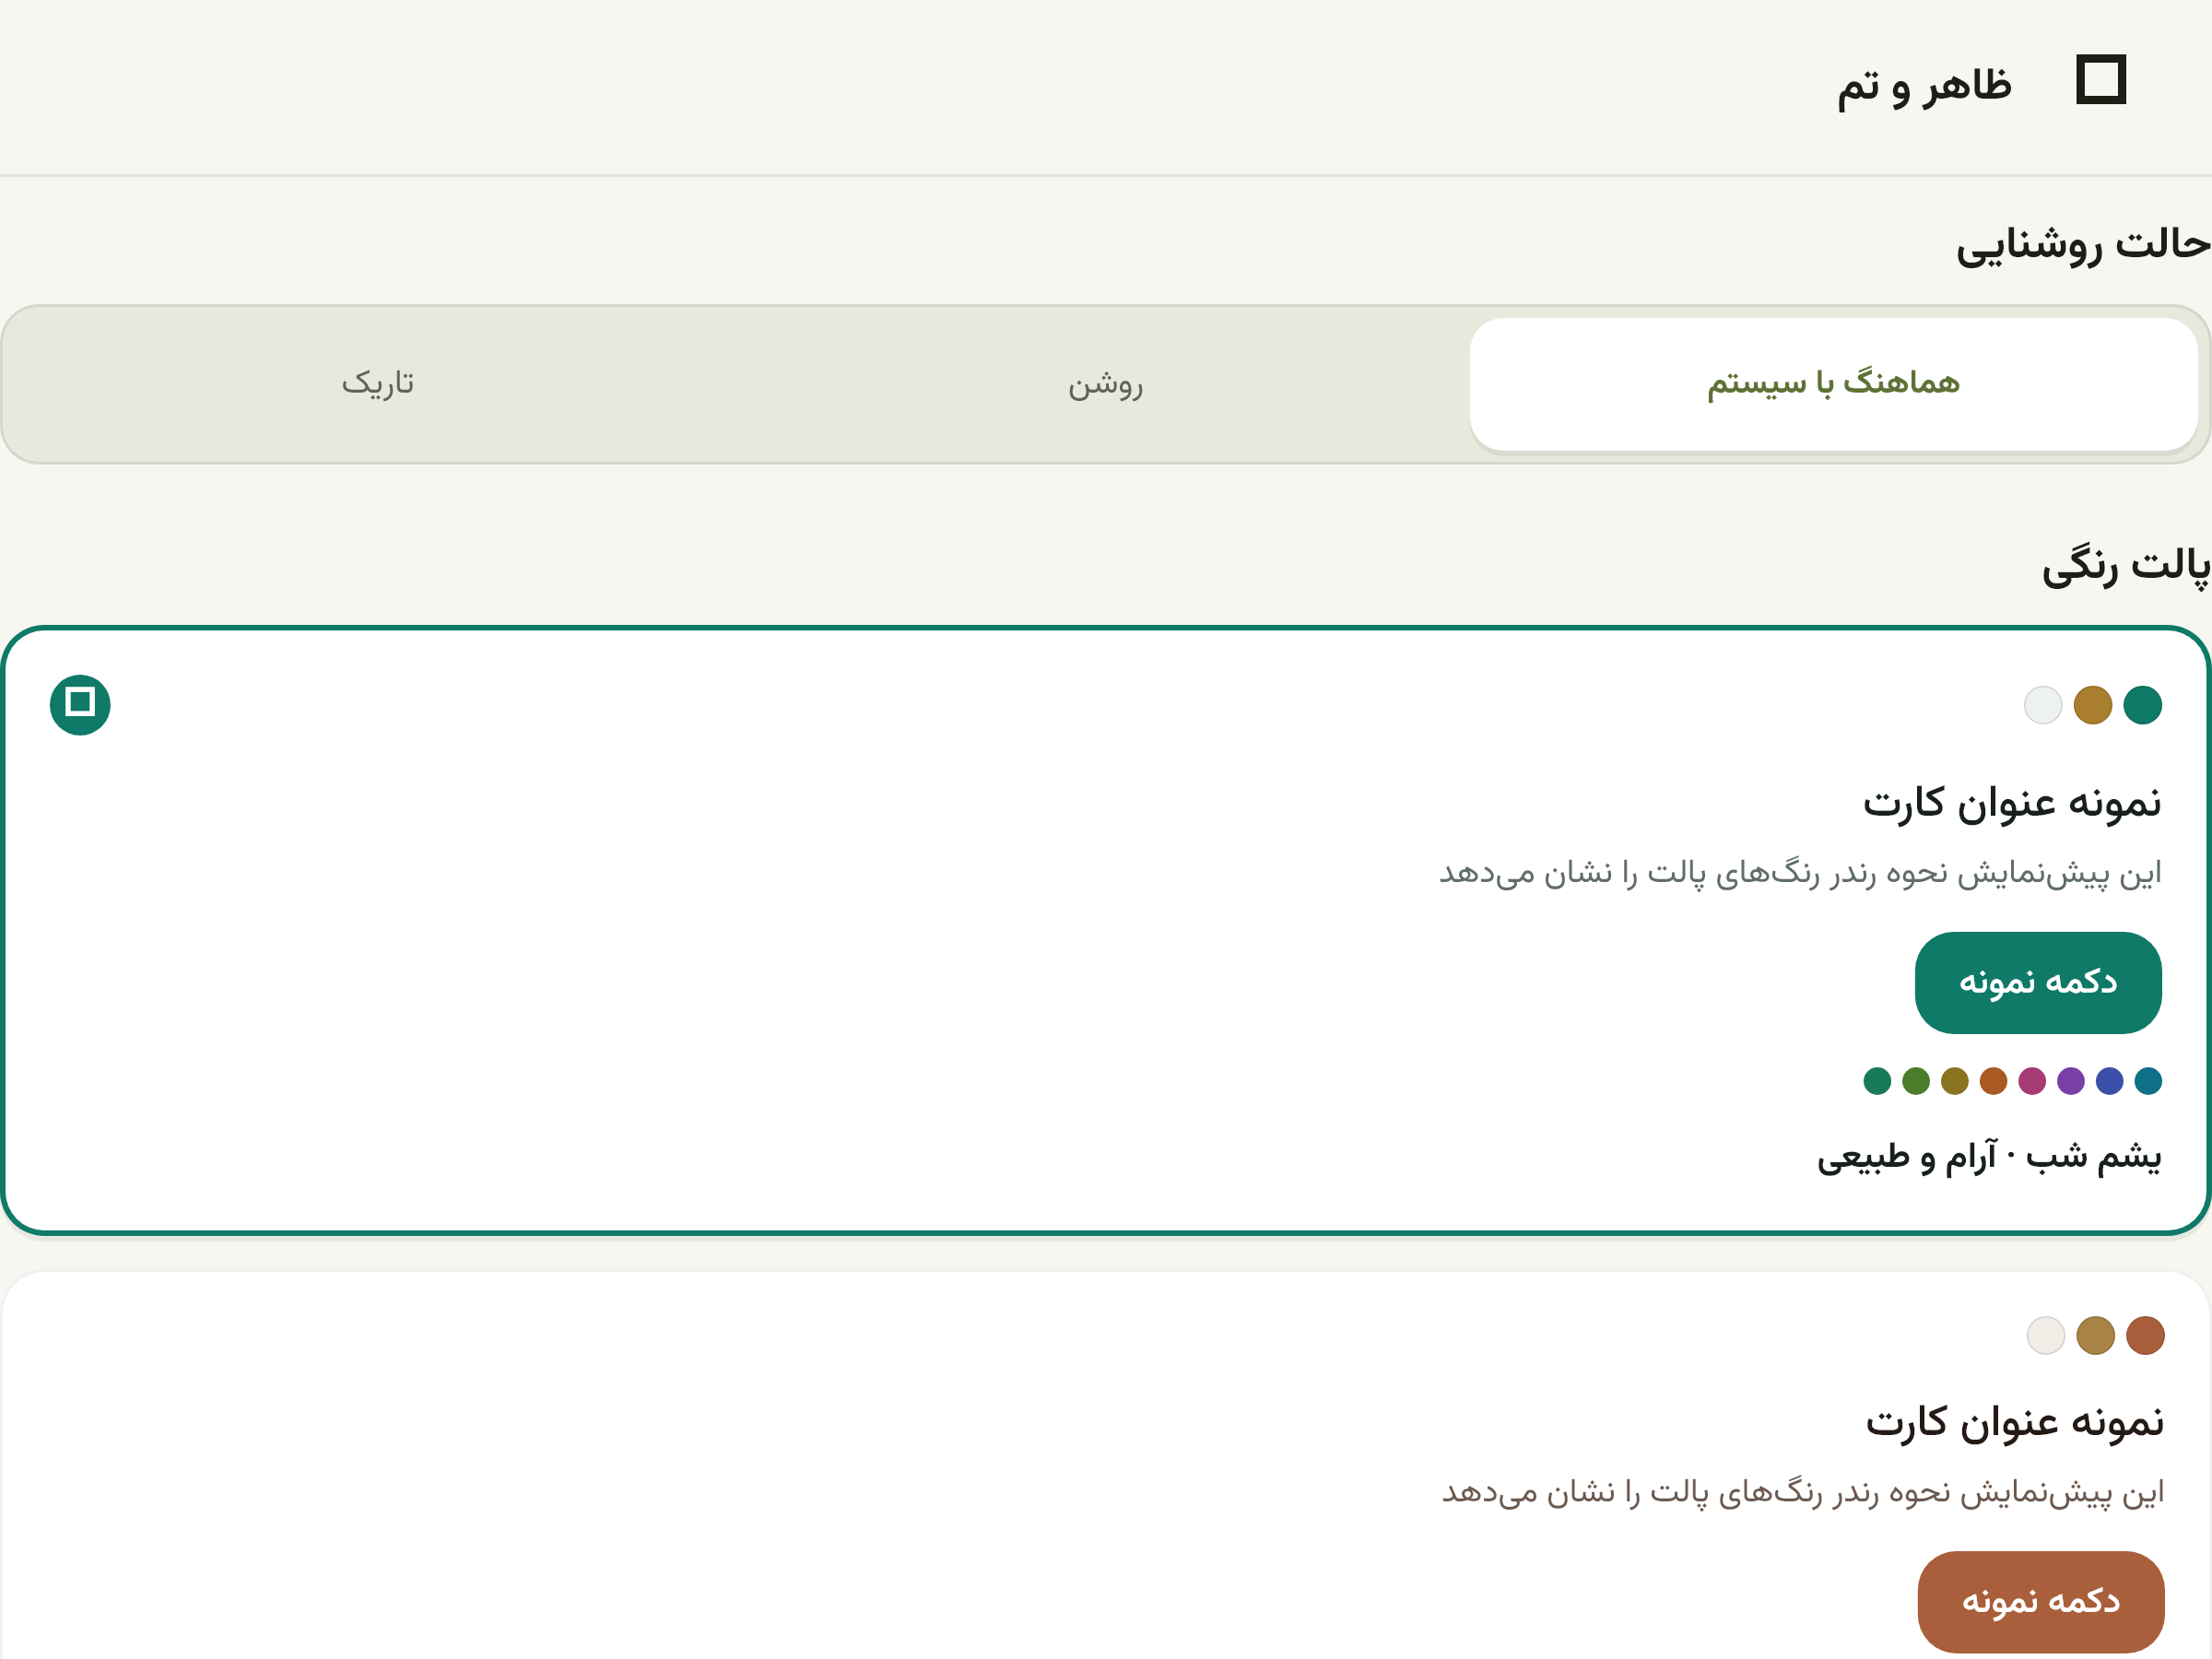 ظاهر و تم
حالت روشنایی
هماهنگ با سیستم
روشن
تاریک
پالت رنگی
نمونه عنوان کارت
این پیش‌نمایش نحوه رندر رنگ‌های پالت را نشان می‌دهد
دکمه نمونه
یشم شب · آرام و طبیعی
نمونه عنوان کارت
این پیش‌نمایش نحوه رندر رنگ‌های پالت را نشان می‌دهد
دکمه نمونه